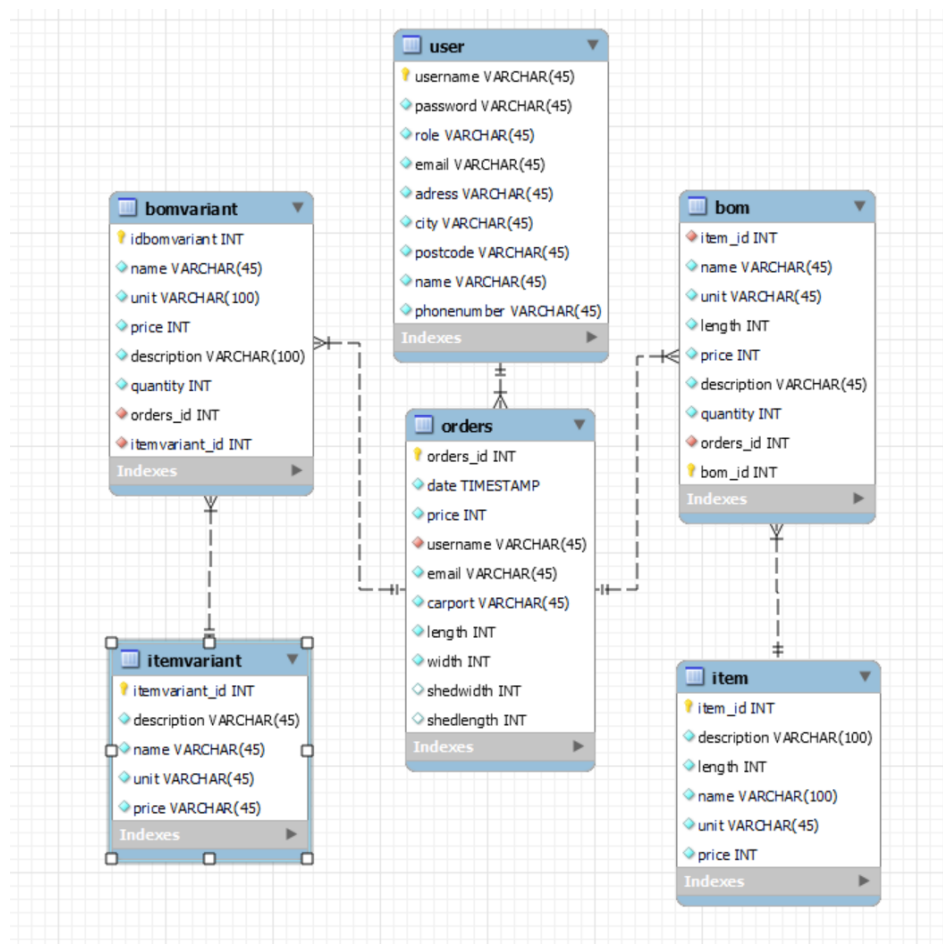 user
username VARCHAR(45)
password VARCHAR(45)
role VARCHAR(45)
email VARCHAR(45)
adress VARCHAR(45)
city VARCHAR(45)
postcode VARCHAR(45)
name VARCHAR(45)
phonenumber VARCHAR(45)
Indexes
bomvariant
idbomvariant INT
name VARCHAR(45)
unit VARCHAR(100)
price INT
description VARCHAR(100)
quantity INT
orders_id INT
itemvariant_id INT
Indexes
bom
item_id INT
name VARCHAR(45)
unit VARCHAR(45)
length INT
price INT
description VARCHAR(45)
quantity INT
orders_id INT
bom_id INT
Indexes
orders
orders_id INT
date TIMESTAMP
price INT
username VARCHAR(45)
email VARCHAR(45)
carport VARCHAR(45)
length INT
width INT
shedwidth INT
shedlength INT
Indexes
itemvariant
itemvariant_id INT
description VARCHAR(45)
name VARCHAR(45)
unit VARCHAR(45)
price VARCHAR(45)
Indexes
item
item_id INT
description VARCHAR(100)
length INT
name VARCHAR(100)
unit VARCHAR(45)
price INT
Indexes